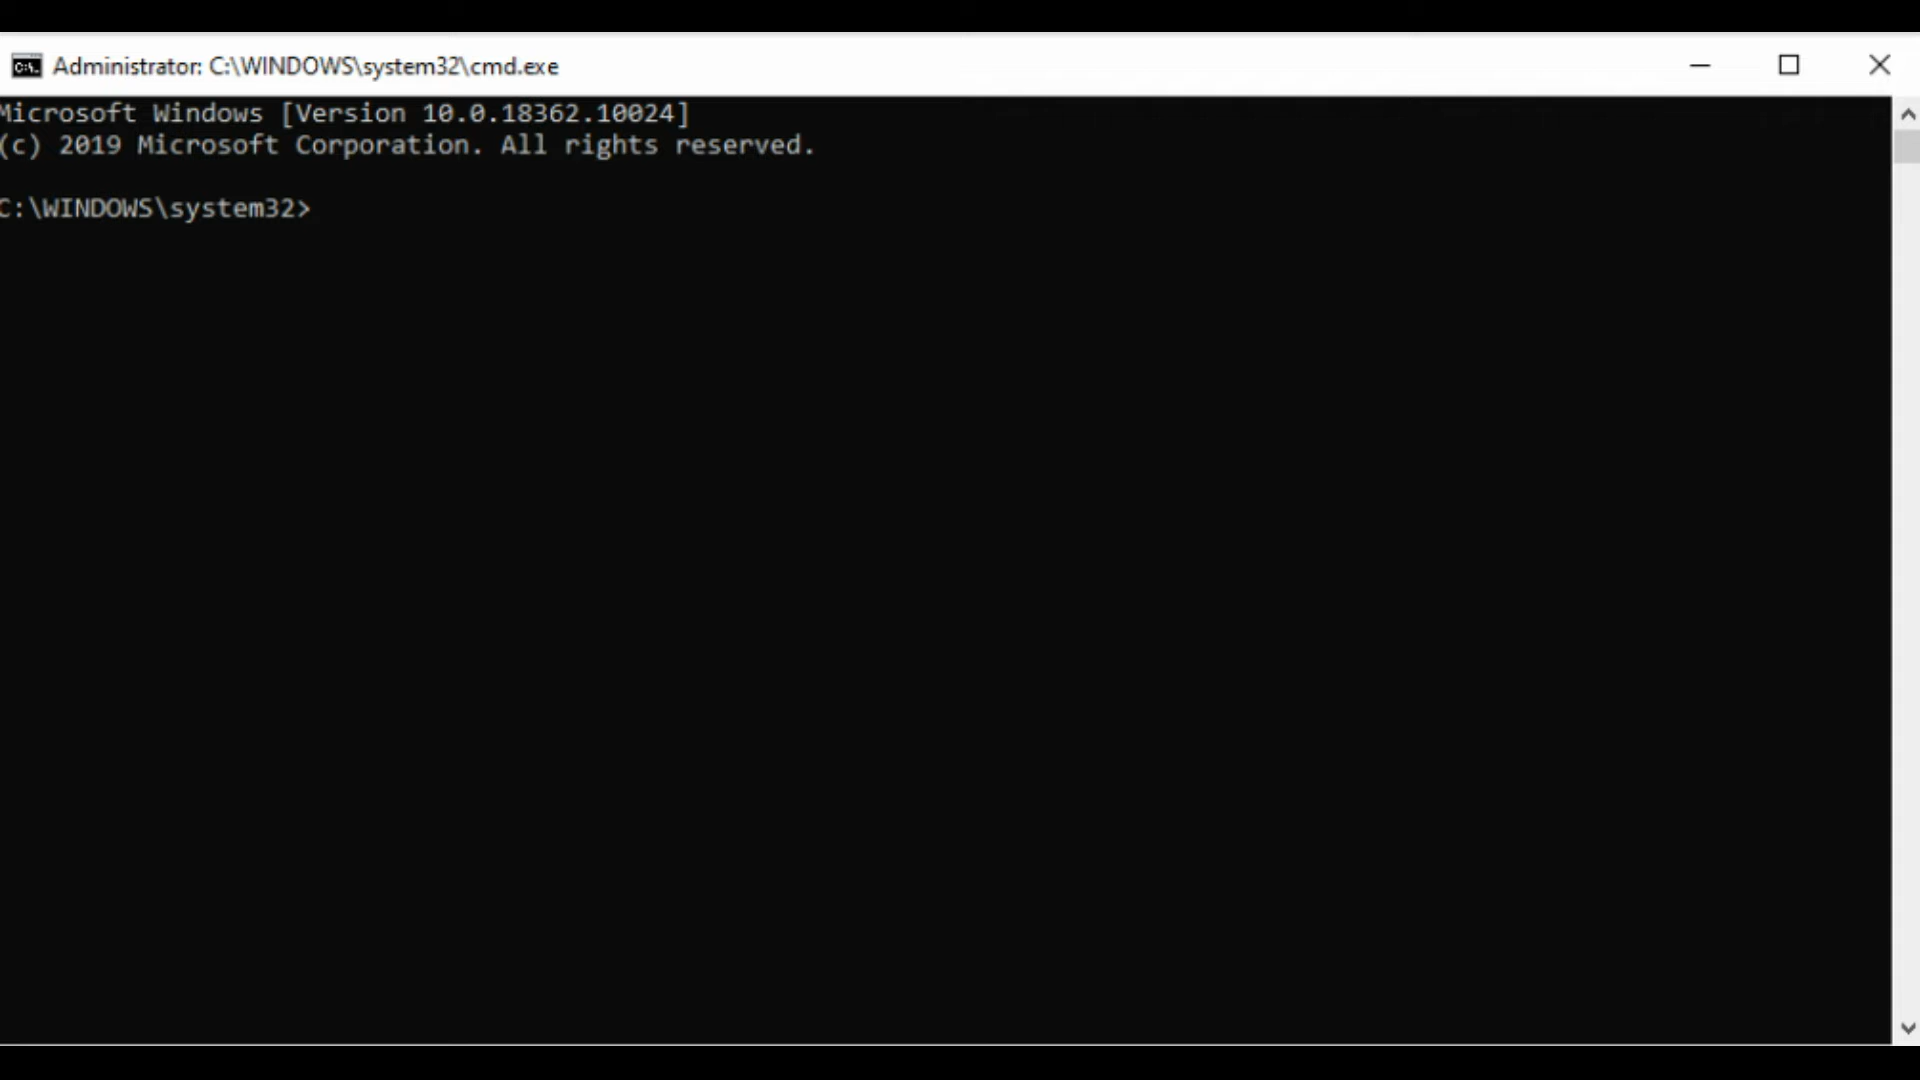 Administrator: C:\WINDOWS\system32\cmd.exe
Microsoft Windows [Version 10.0.18362.10024]
(c) 2019 Microsoft Corporation. All rights reserved.
C:\WINDOWS\system32>